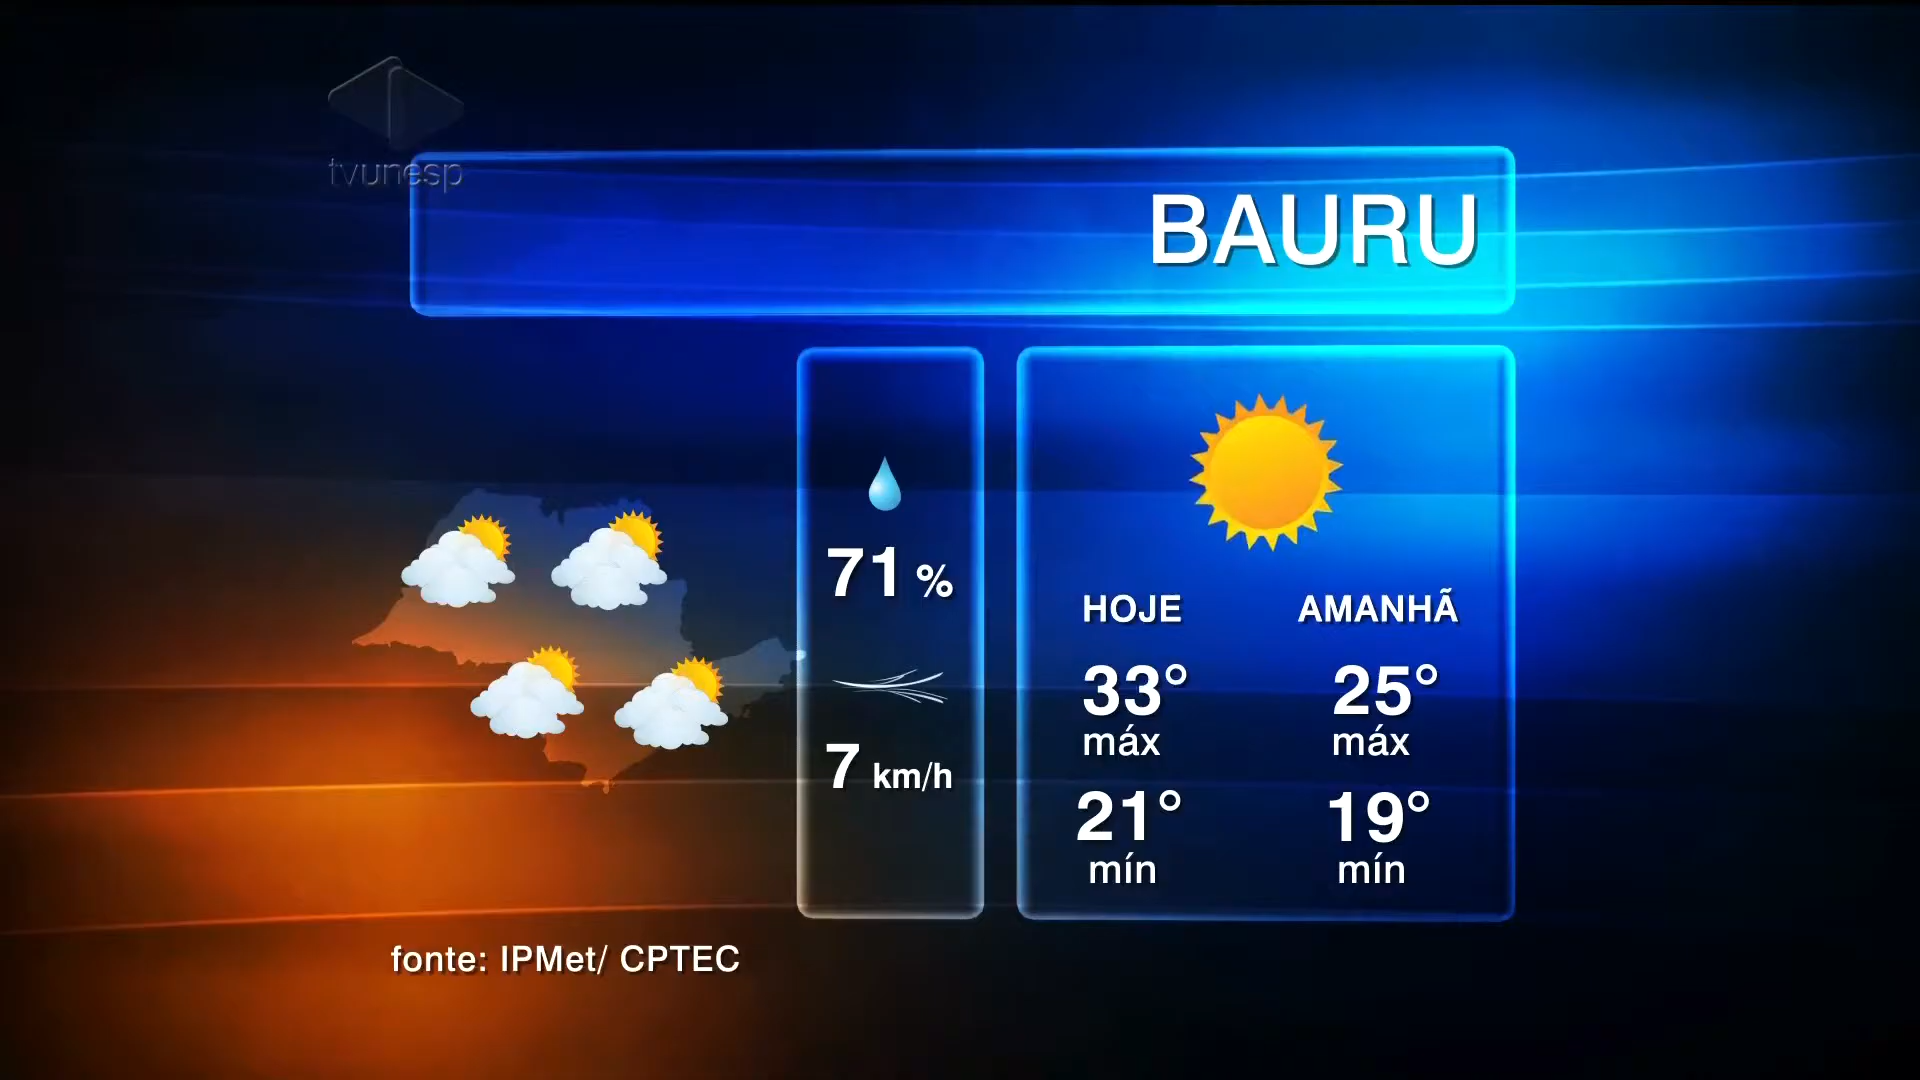 tvunesp
BAURU
71 %
7 km/h
HOJE AMANHÃ
33° 25°
máx máx
21° 19°
mín mín
fonte: IPMet/ CPTEC